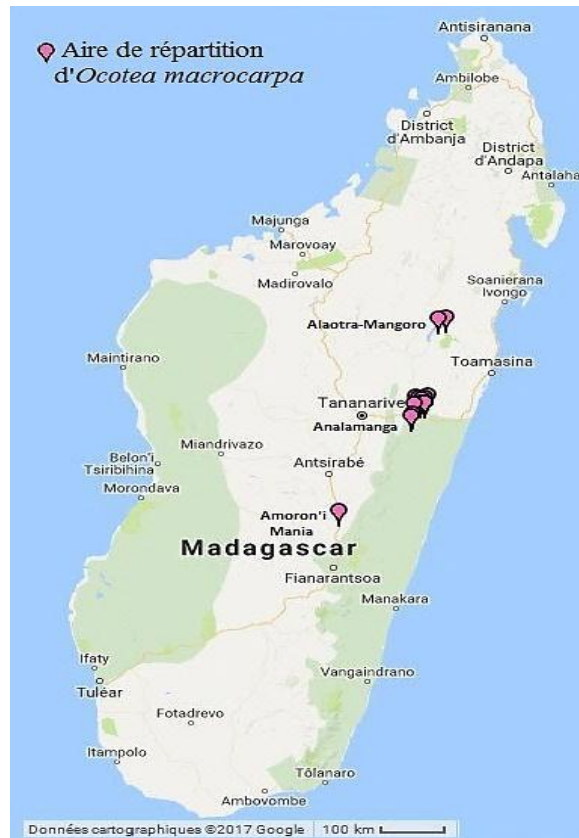 Aire de répartition
d'Ocotea macrocarpa
Antisiranana
Ambilobe
District
d'Ambanja
District
d'Andapa
Antalaha
Majunga
Marovoay
Madirovalo
Soanierana
Ivongo
Alaotra-Mangoro
Maintirano
Toamasina
Tananarive
Analamanga
Miandrivazo
Antsirabé
Belon'i
Tsiribihina
Morondava
Amoron'i
Mania
Madagascar
Fianarantsoa
Manakara
Ifaty
Tuléar
Vangaindrano
Fotadrevo
Itampolo
Tôlanaro
Ambovombe
Données cartographiques ©2017 Google 100 km